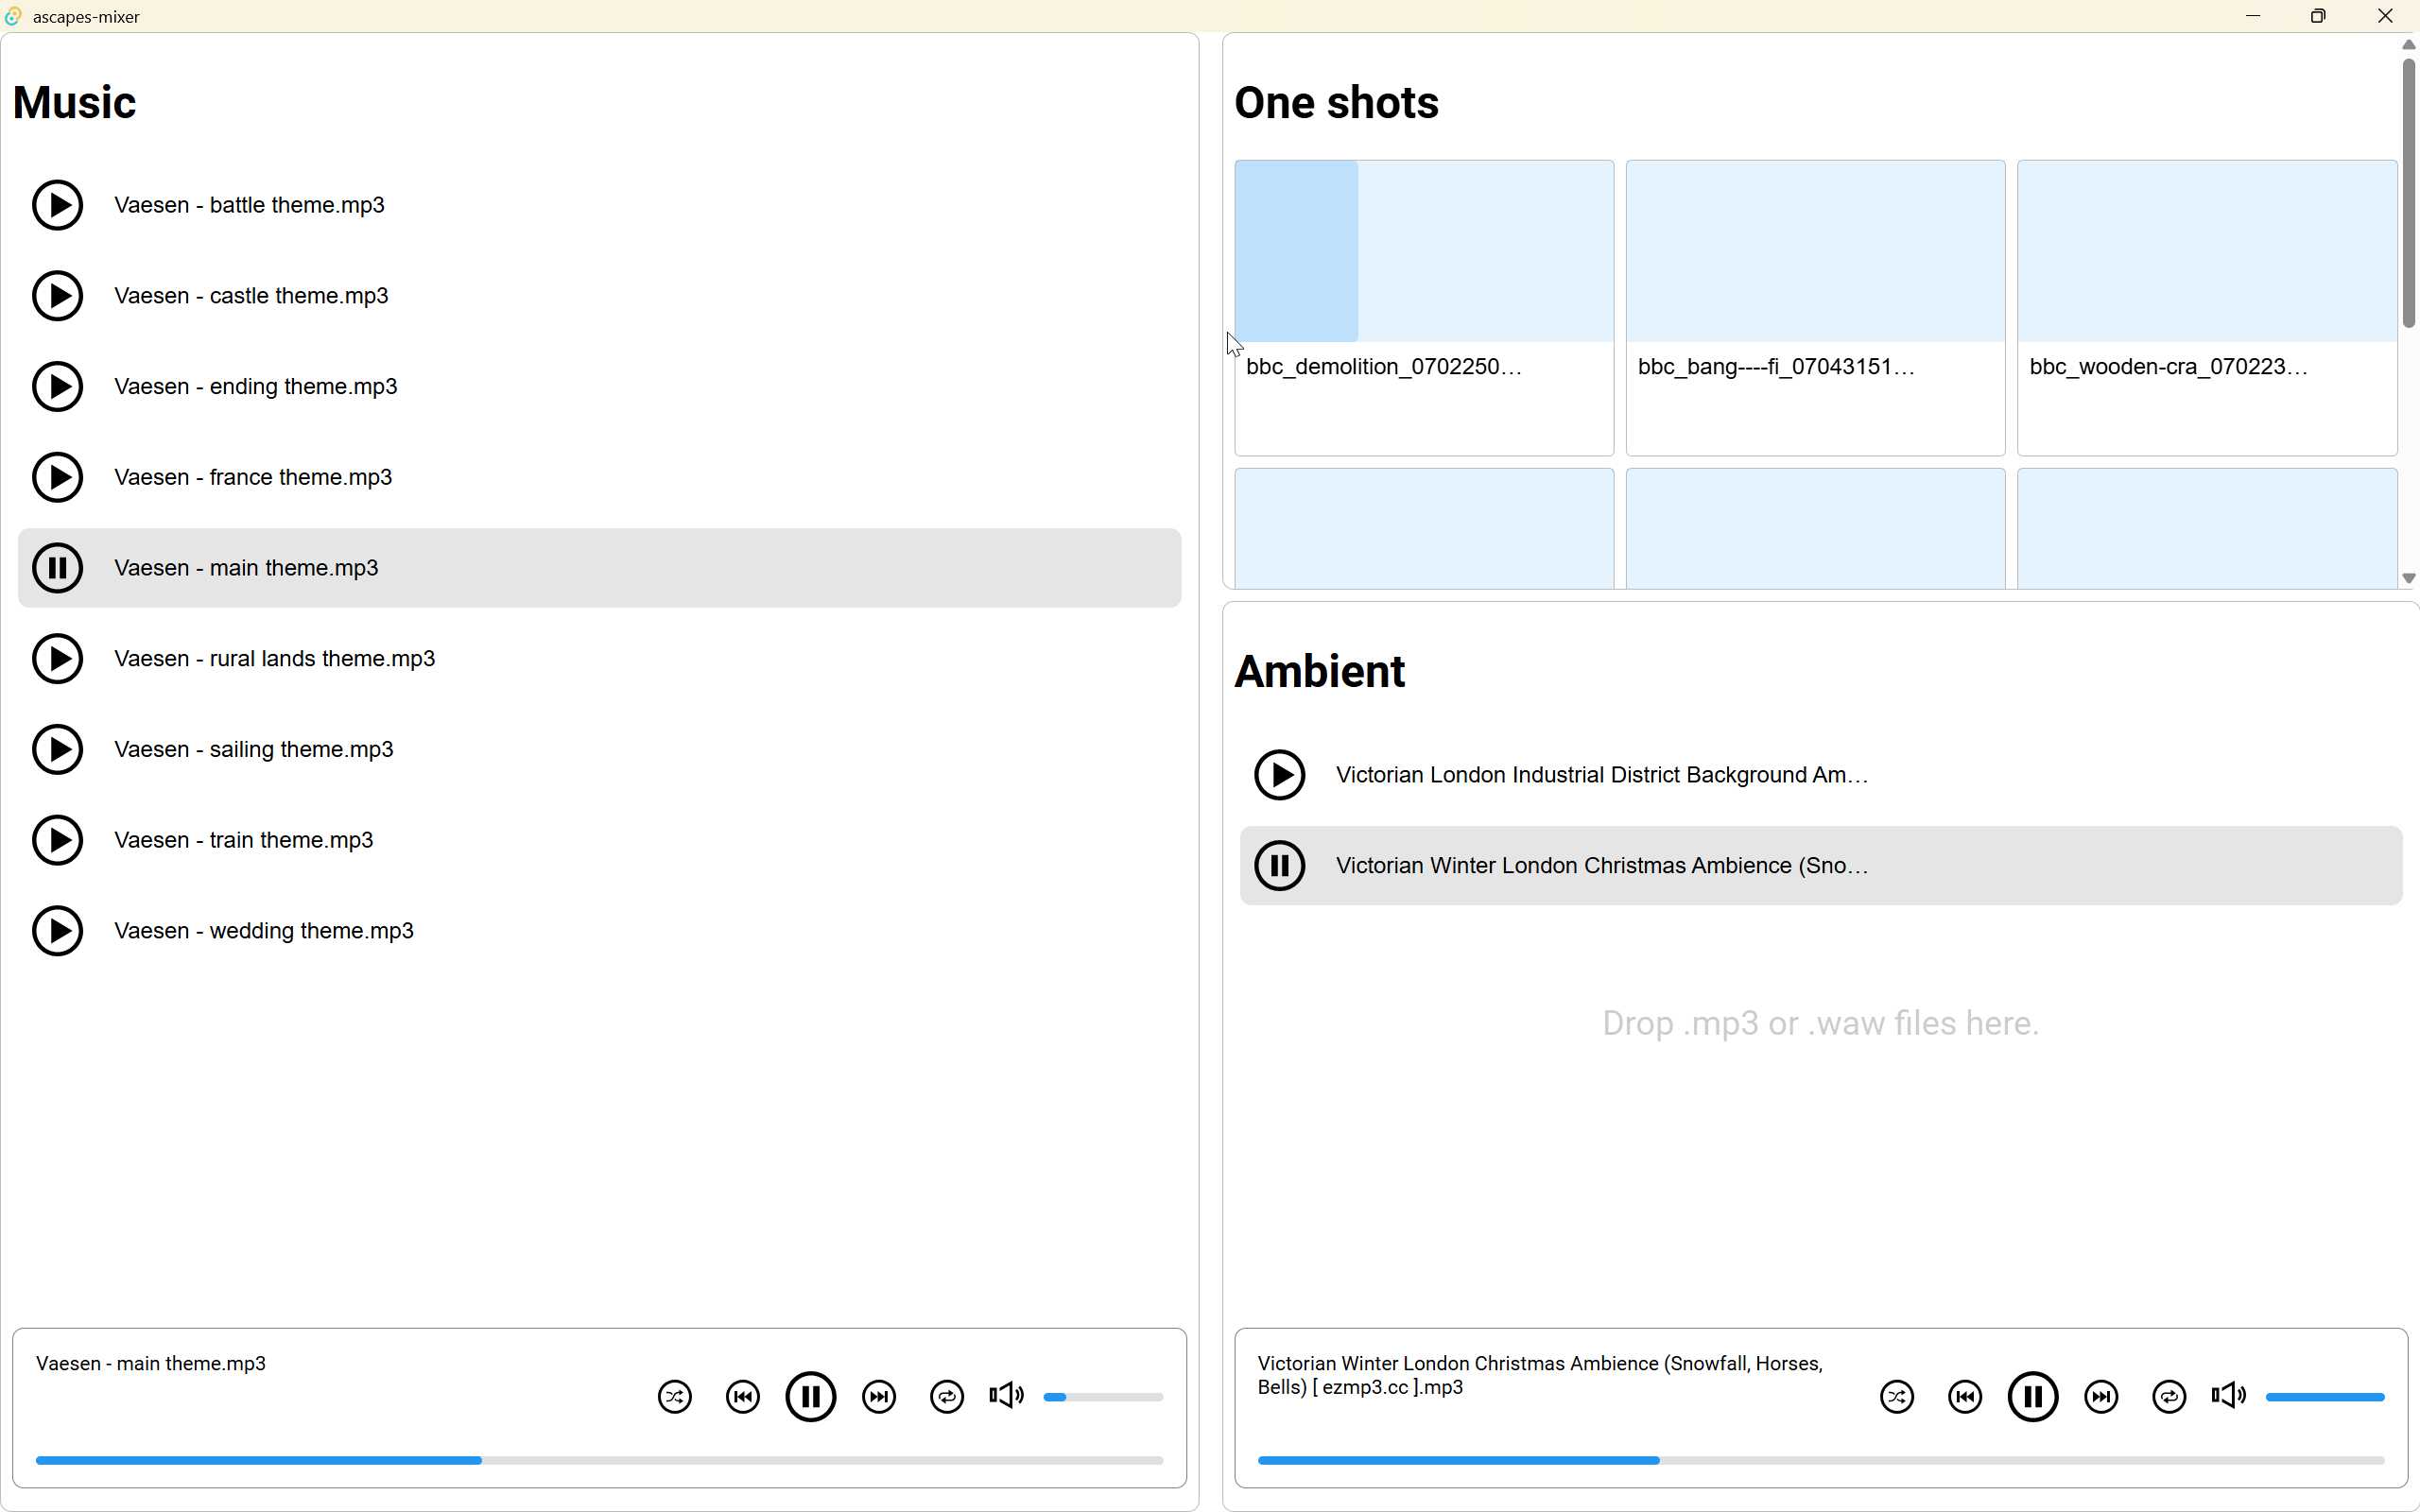 ascapes-mixer
Music
Vaesen - battle theme.mp3
Vaesen - castle theme.mp3
Vaesen - ending theme.mp3
Vaesen - france theme.mp3
Vaesen - main theme.mp3
Vaesen - rural lands theme.mp3
Vaesen - sailing theme.mp3
Vaesen - train theme.mp3
Vaesen - wedding theme.mp3
Vaesen - main theme.mp3
One shots
bbc_demolition_0702250...
bbc_bang----fi_07043151...
bbc_wooden-cra_070223...
Ambient
Victorian London Industrial District Background Am...
Victorian Winter London Christmas Ambience (Sno...
Drop .mp3 or .waw files here.
Victorian Winter London Christmas Ambience (Snowfall, Horses,
Bells) [ ezmp3.cc ].mp3